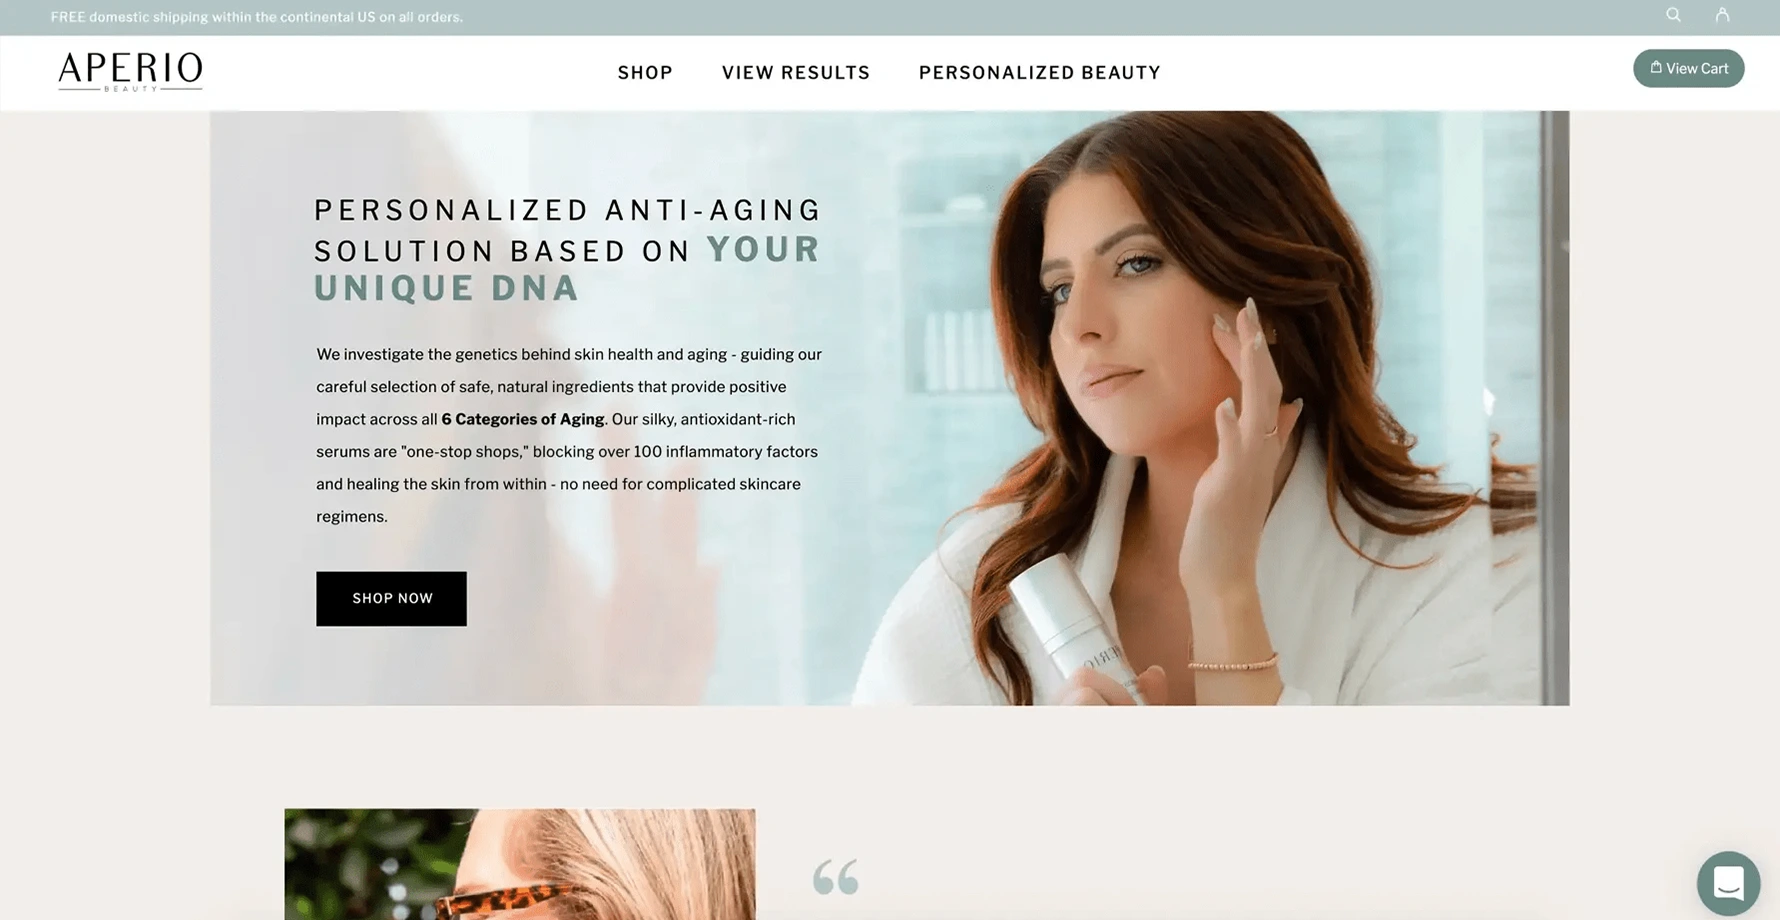 FREE domestic shipping within the continental US on all orders.
APERIO
BEAUTY
SHOP
VIEW RESULTS
PERSONALIZED BEAUTY
View Cart
PERSONALIZED ANTI-AGING
SOLUTION BASED ON YOUR
UNIQUE DNA
We investigate the genetics behind skin health and aging - guiding our
careful selection of safe, natural ingredients that provide positive
impact across all 6 Categories of Aging. Our silky, antioxidant-rich
serums are "one-stop shops," blocking over 100 inflammatory factors
and healing the skin from within - no need for complicated skincare
regimens.
SHOP NOW
“